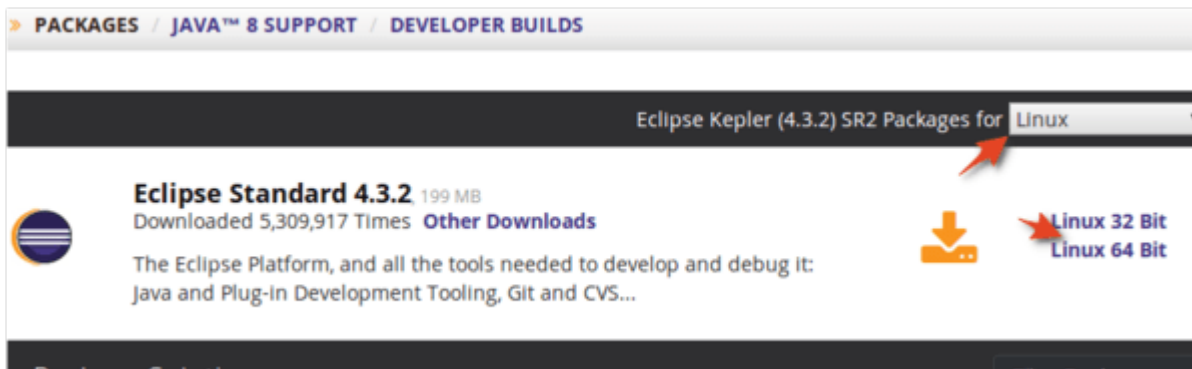 » PACKAGES / JAVA™ 8 SUPPORT / DEVELOPER BUILDS
Eclipse Kepler (4.3.2) SR2 Packages for Linux
Eclipse Standard 4.3.2, 199 MB
Downloaded 5,309,917 Times Other Downloads
Linux 32 Bit
Linux 64 Bit
The Eclipse Platform, and all the tools needed to develop and debug it:
Java and Plug-in Development Tooling, Git and CVS...